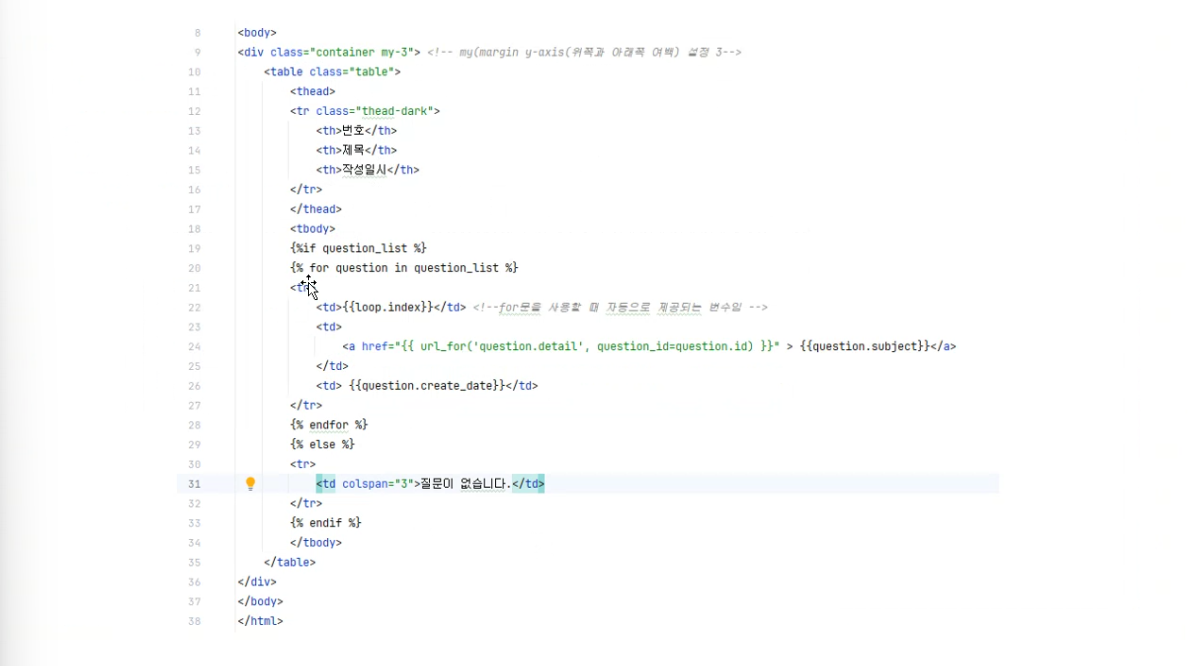 8 <body>
9 <div class="container my-3"> <!-- my(margin y-axis(위쪽과 아래쪽 여백) 설정 3-->
10 <table class="table">
11 <thead>
12 <tr class="thead-dark">
13 <th>번호</th>
14 <th>제목</th>
15 <th>작성일시</th>
16 </tr>
17 </thead>
18 <tbody>
19 {%if question_list %}
20 {% for question in question_list %}
21 <tr>
22 <td>{{loop.index}}</td> <!--for문을 사용할 때 자동으로 제공되는 변수임 -->
23 <td>
24 <a href="{{ url_for('question.detail', question_id=question.id) }}" > {{question.subject}}</a>
25 </td>
26 <td> {{question.create_date}}</td>
27 </tr>
28 {% endfor %}
29 {% else %}
30 <tr>
31 <td colspan="3">질문이 없습니다.</td>
32 </tr>
33 {% endif %}
34 </tbody>
35 </table>
36 </div>
37 </body>
38 </html>